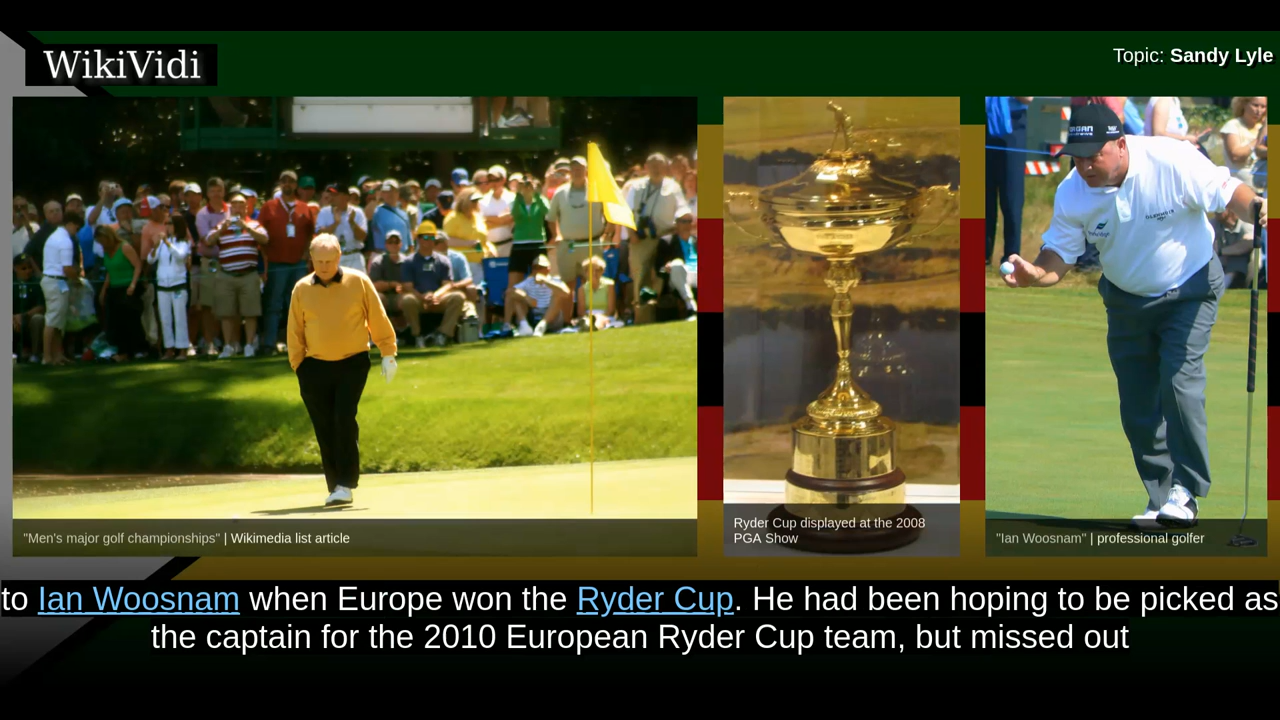 WikiVidi
Topic: Sandy Lyle
"Men's major golf championships" | Wikimedia list article
Ryder Cup displayed at the 2008
PGA Show
"Ian Woosnam" | professional golfer
to Ian Woosnam when Europe won the Ryder Cup. He had been hoping to be picked as
the captain for the 2010 European Ryder Cup team, but missed out